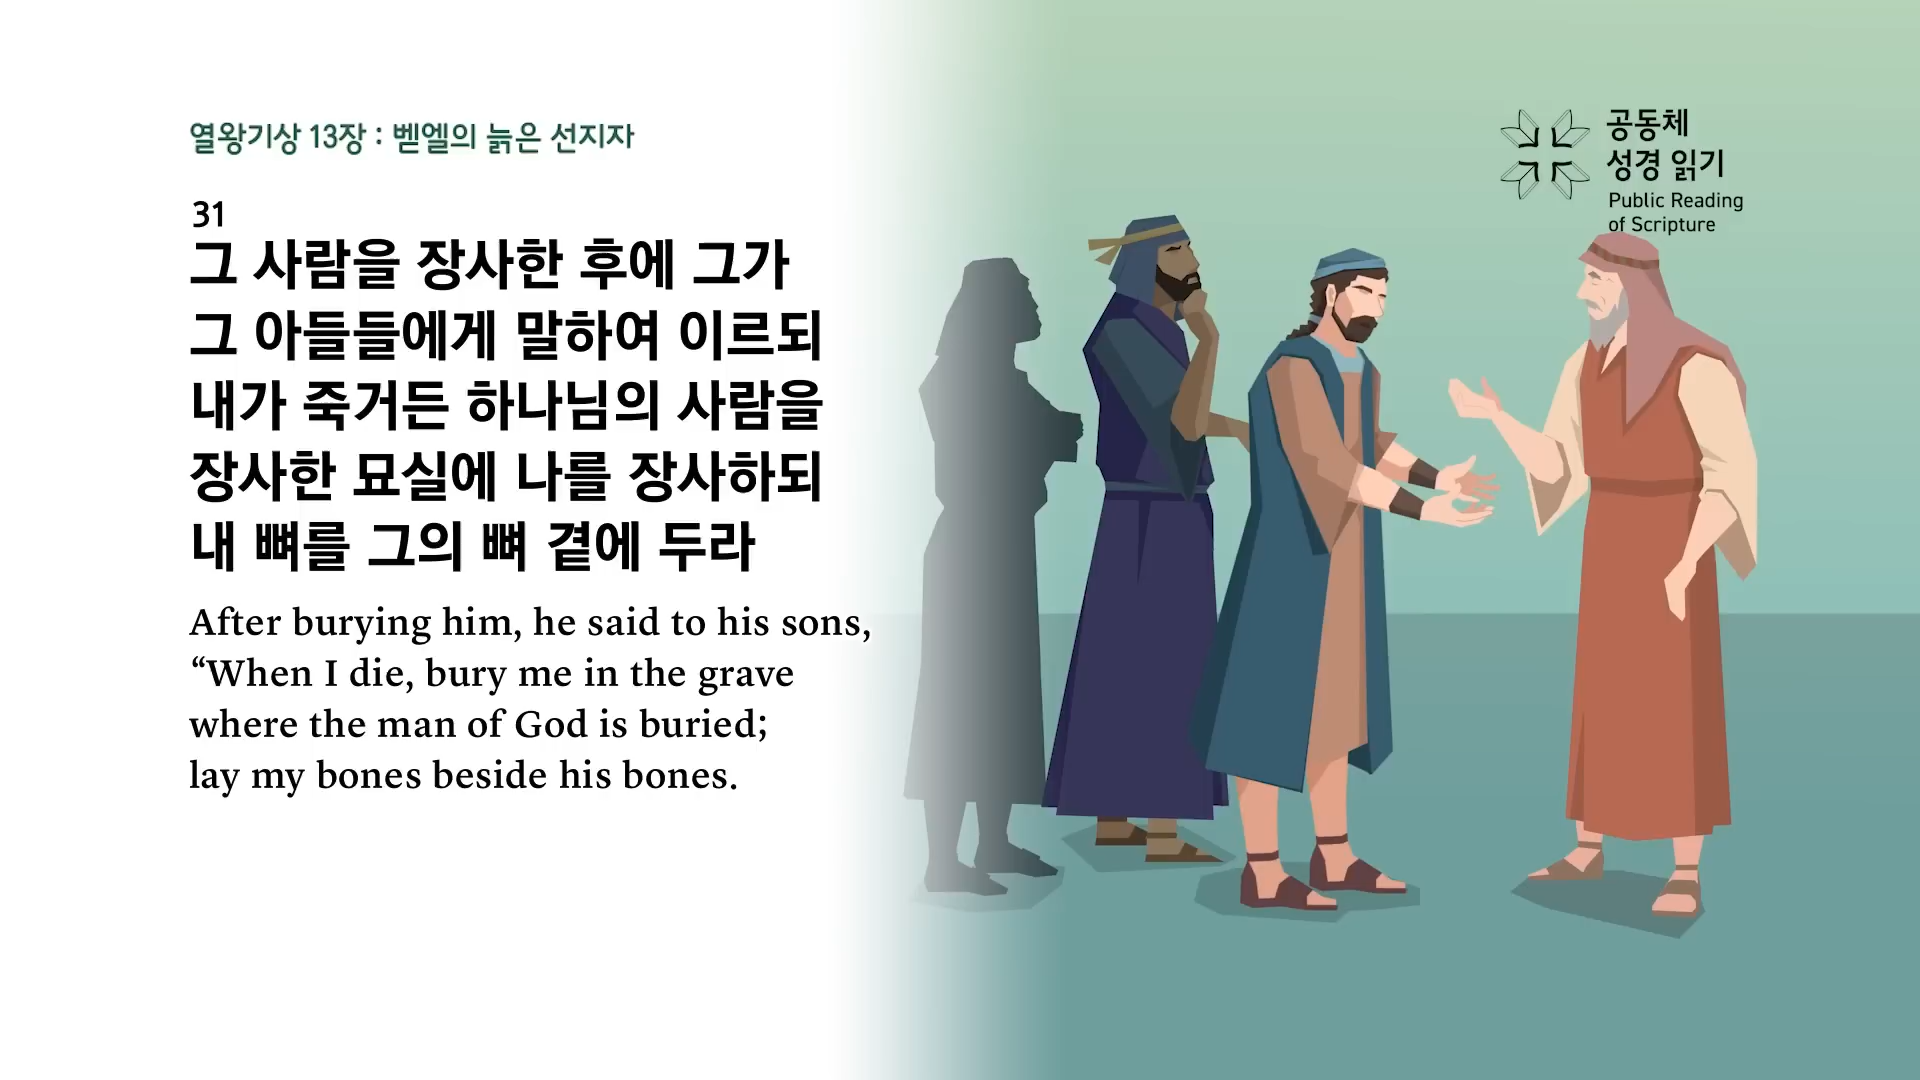 열왕기상 13장 : 벧엘의 늙은 선지자
31
그 사람을 장사한 후에 그가
그 아들들에게 말하여 이르되
내가 죽거든 하나님의 사람을
장사한 묘실에 나를 장사하되
내 뼈를 그의 뼈 곁에 두라
After burying him, he said to his sons,
“When I die, bury me in the grave
where the man of God is buried;
lay my bones beside his bones.
공동체
성경 읽기
Public Reading
of Scripture